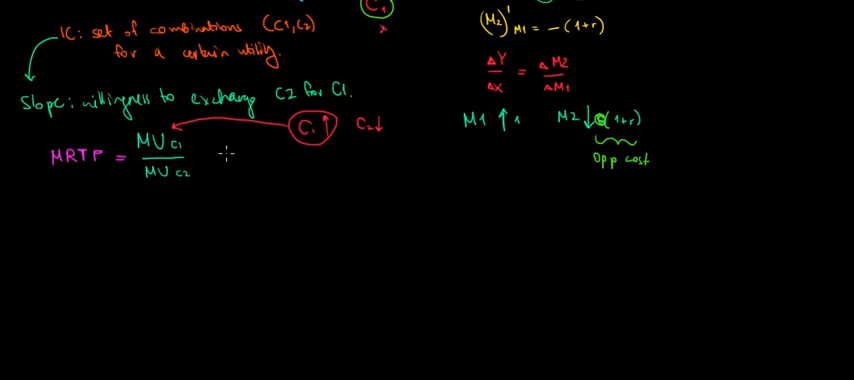 C1
x
IC: set of combinations (C1, C2)
for a certain utility.
Slope: willingness to exchange C2 for C1.
C1 ↑ C2 ↓
MRTP = MU C1 / MU C2
(M2)' M1 = - (1+r)
ΔY / ΔX = ΔM2 / ΔM1
M1 ↑ 1 M2 ↓ (1+r)
Opp cost